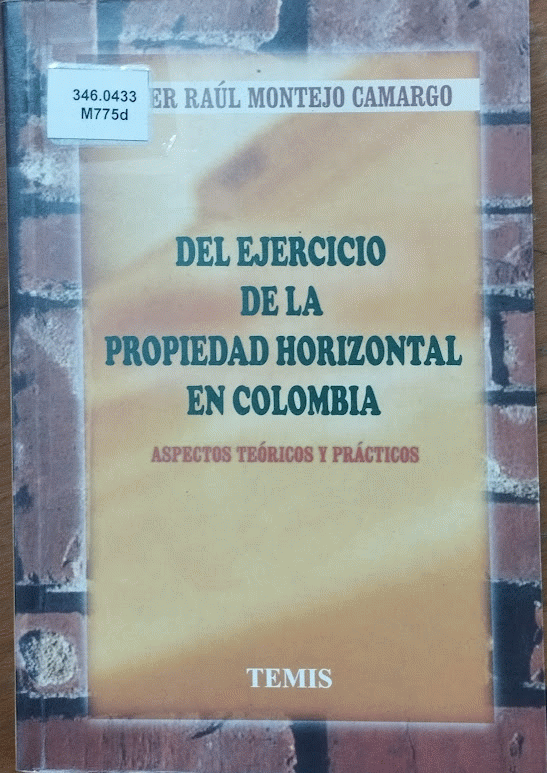 346.0433
M775d
ER RAÚL MONTEJO CAMARGO
DEL EJERCICIO
DE LA
PROPIEDAD HORIZONTAL
EN COLOMBIA
ASPECTOS TEÓRICOS Y PRÁCTICOS
TEMIS